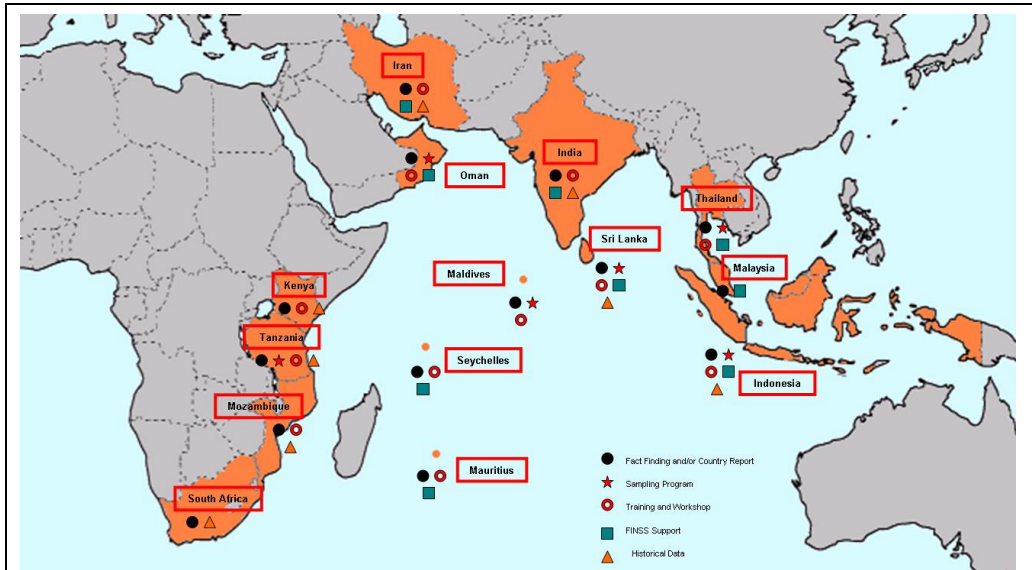 Iran
India
Oman
Thailand
Sri Lanka
Maldives
Malaysia
Kenya
Tanzania
Seychelles
Indonesia
Mozambique
Mauritius
South Africa
Fact Finding and/or Country Report
Sampling Program
Training and Workshop
FINSS Support
Historical Data